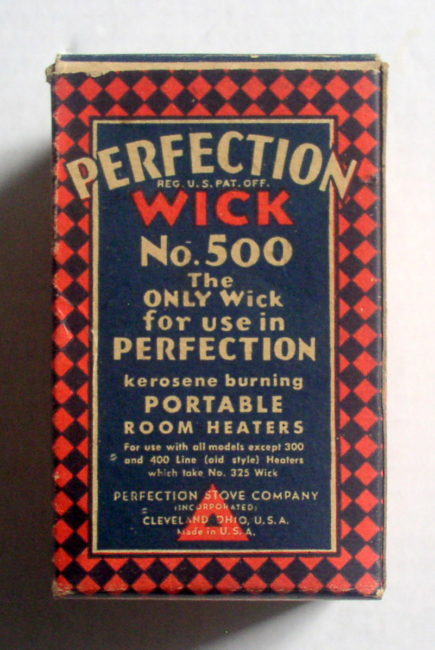 PERFECTION
REG. U.S. PAT. OFF.
WICK
No. 500
The
ONLY Wick
for use in
PERFECTION
kerosene burning
PORTABLE
ROOM HEATERS
For use with all models except 300
and 400 Line (old style) Heaters
which take No. 325 Wick
PERFECTION STOVE COMPANY
(INCORPORATED)
CLEVELAND OHIO, U.S.A.
Made in U.S.A.